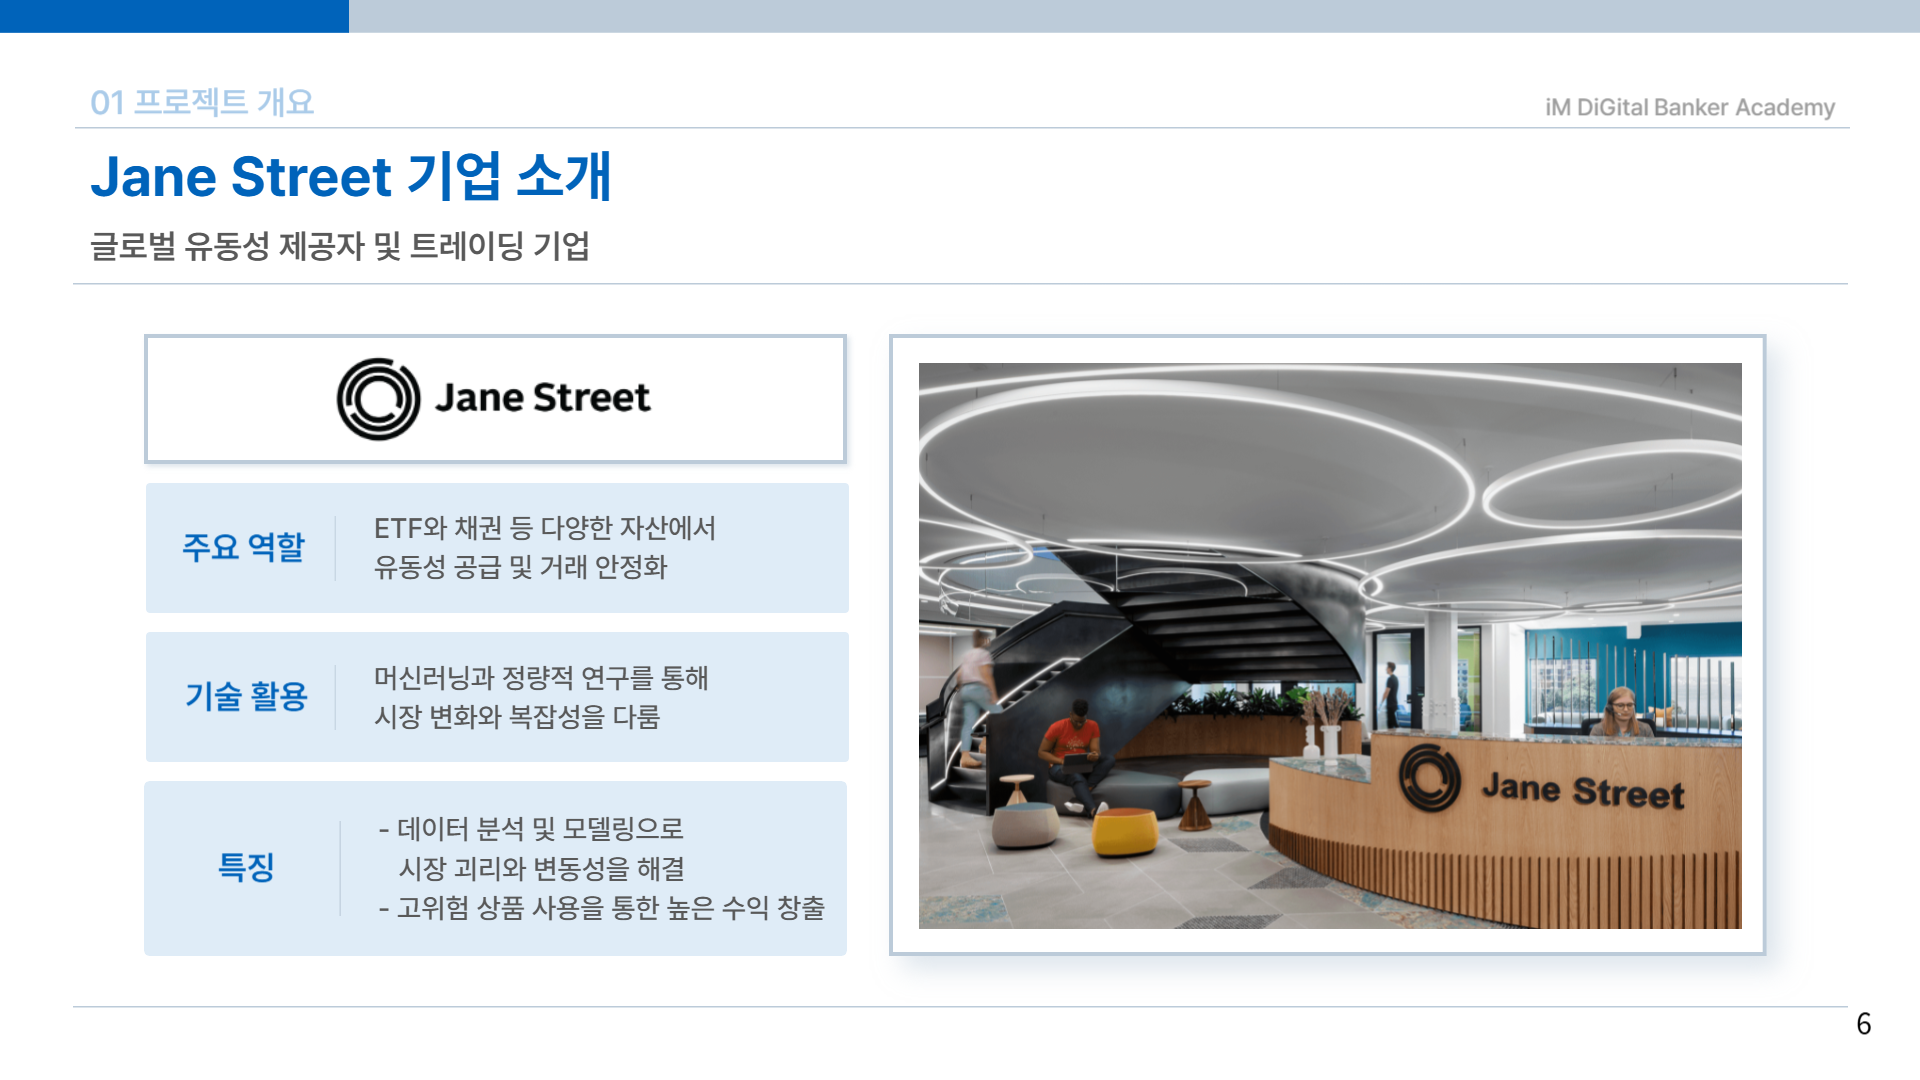 01 프로젝트 개요
iM DiGital Banker Academy
Jane Street 기업 소개
글로벌 유동성 제공자 및 트레이딩 기업
Jane Street
주요 역할
ETF와 채권 등 다양한 자산에서
유동성 공급 및 거래 안정화
기술 활용
머신러닝과 정량적 연구를 통해
시장 변화와 복잡성을 다룸
특징
- 데이터 분석 및 모델링으로
시장 괴리와 변동성을 해결
- 고위험 상품 사용을 통한 높은 수익 창출
Jane Street
6